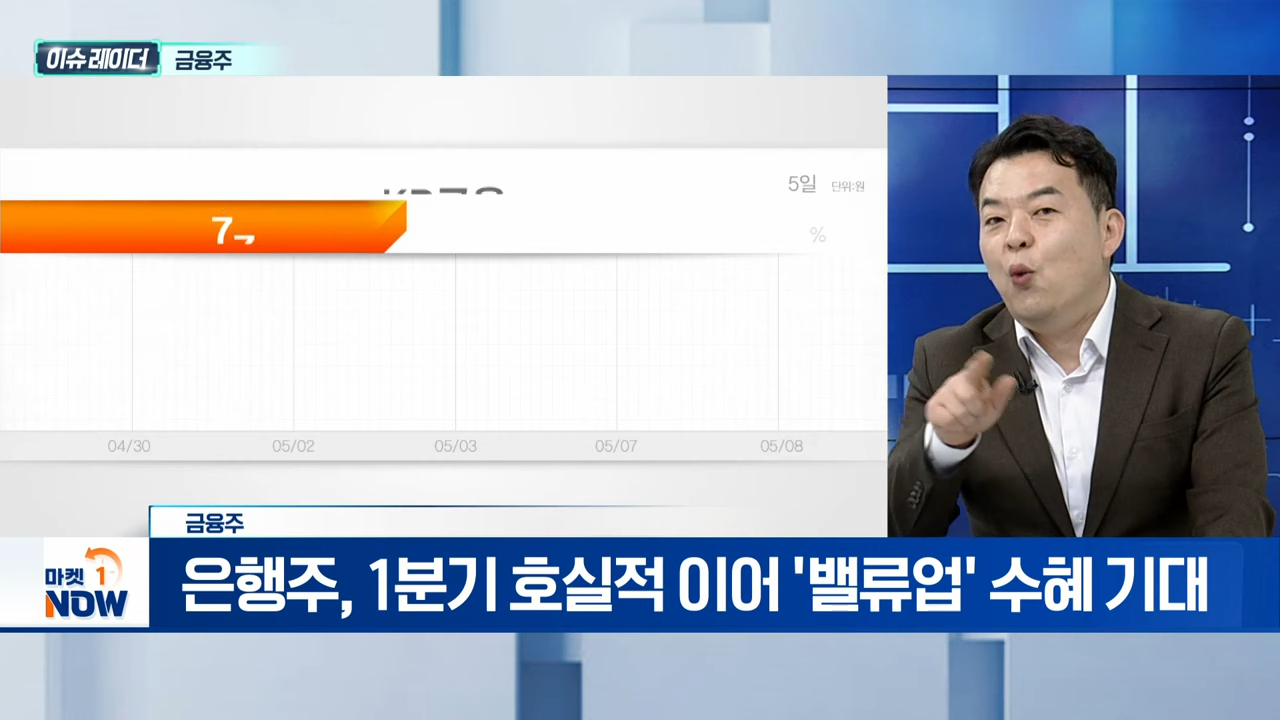 이슈 레이더 금융주
5일 단위:원
7
%
04/30 05/02 05/03 05/07 05/08
금융주
마켓 1
NOW
은행주, 1분기 호실적 이어 '밸류업' 수혜 기대